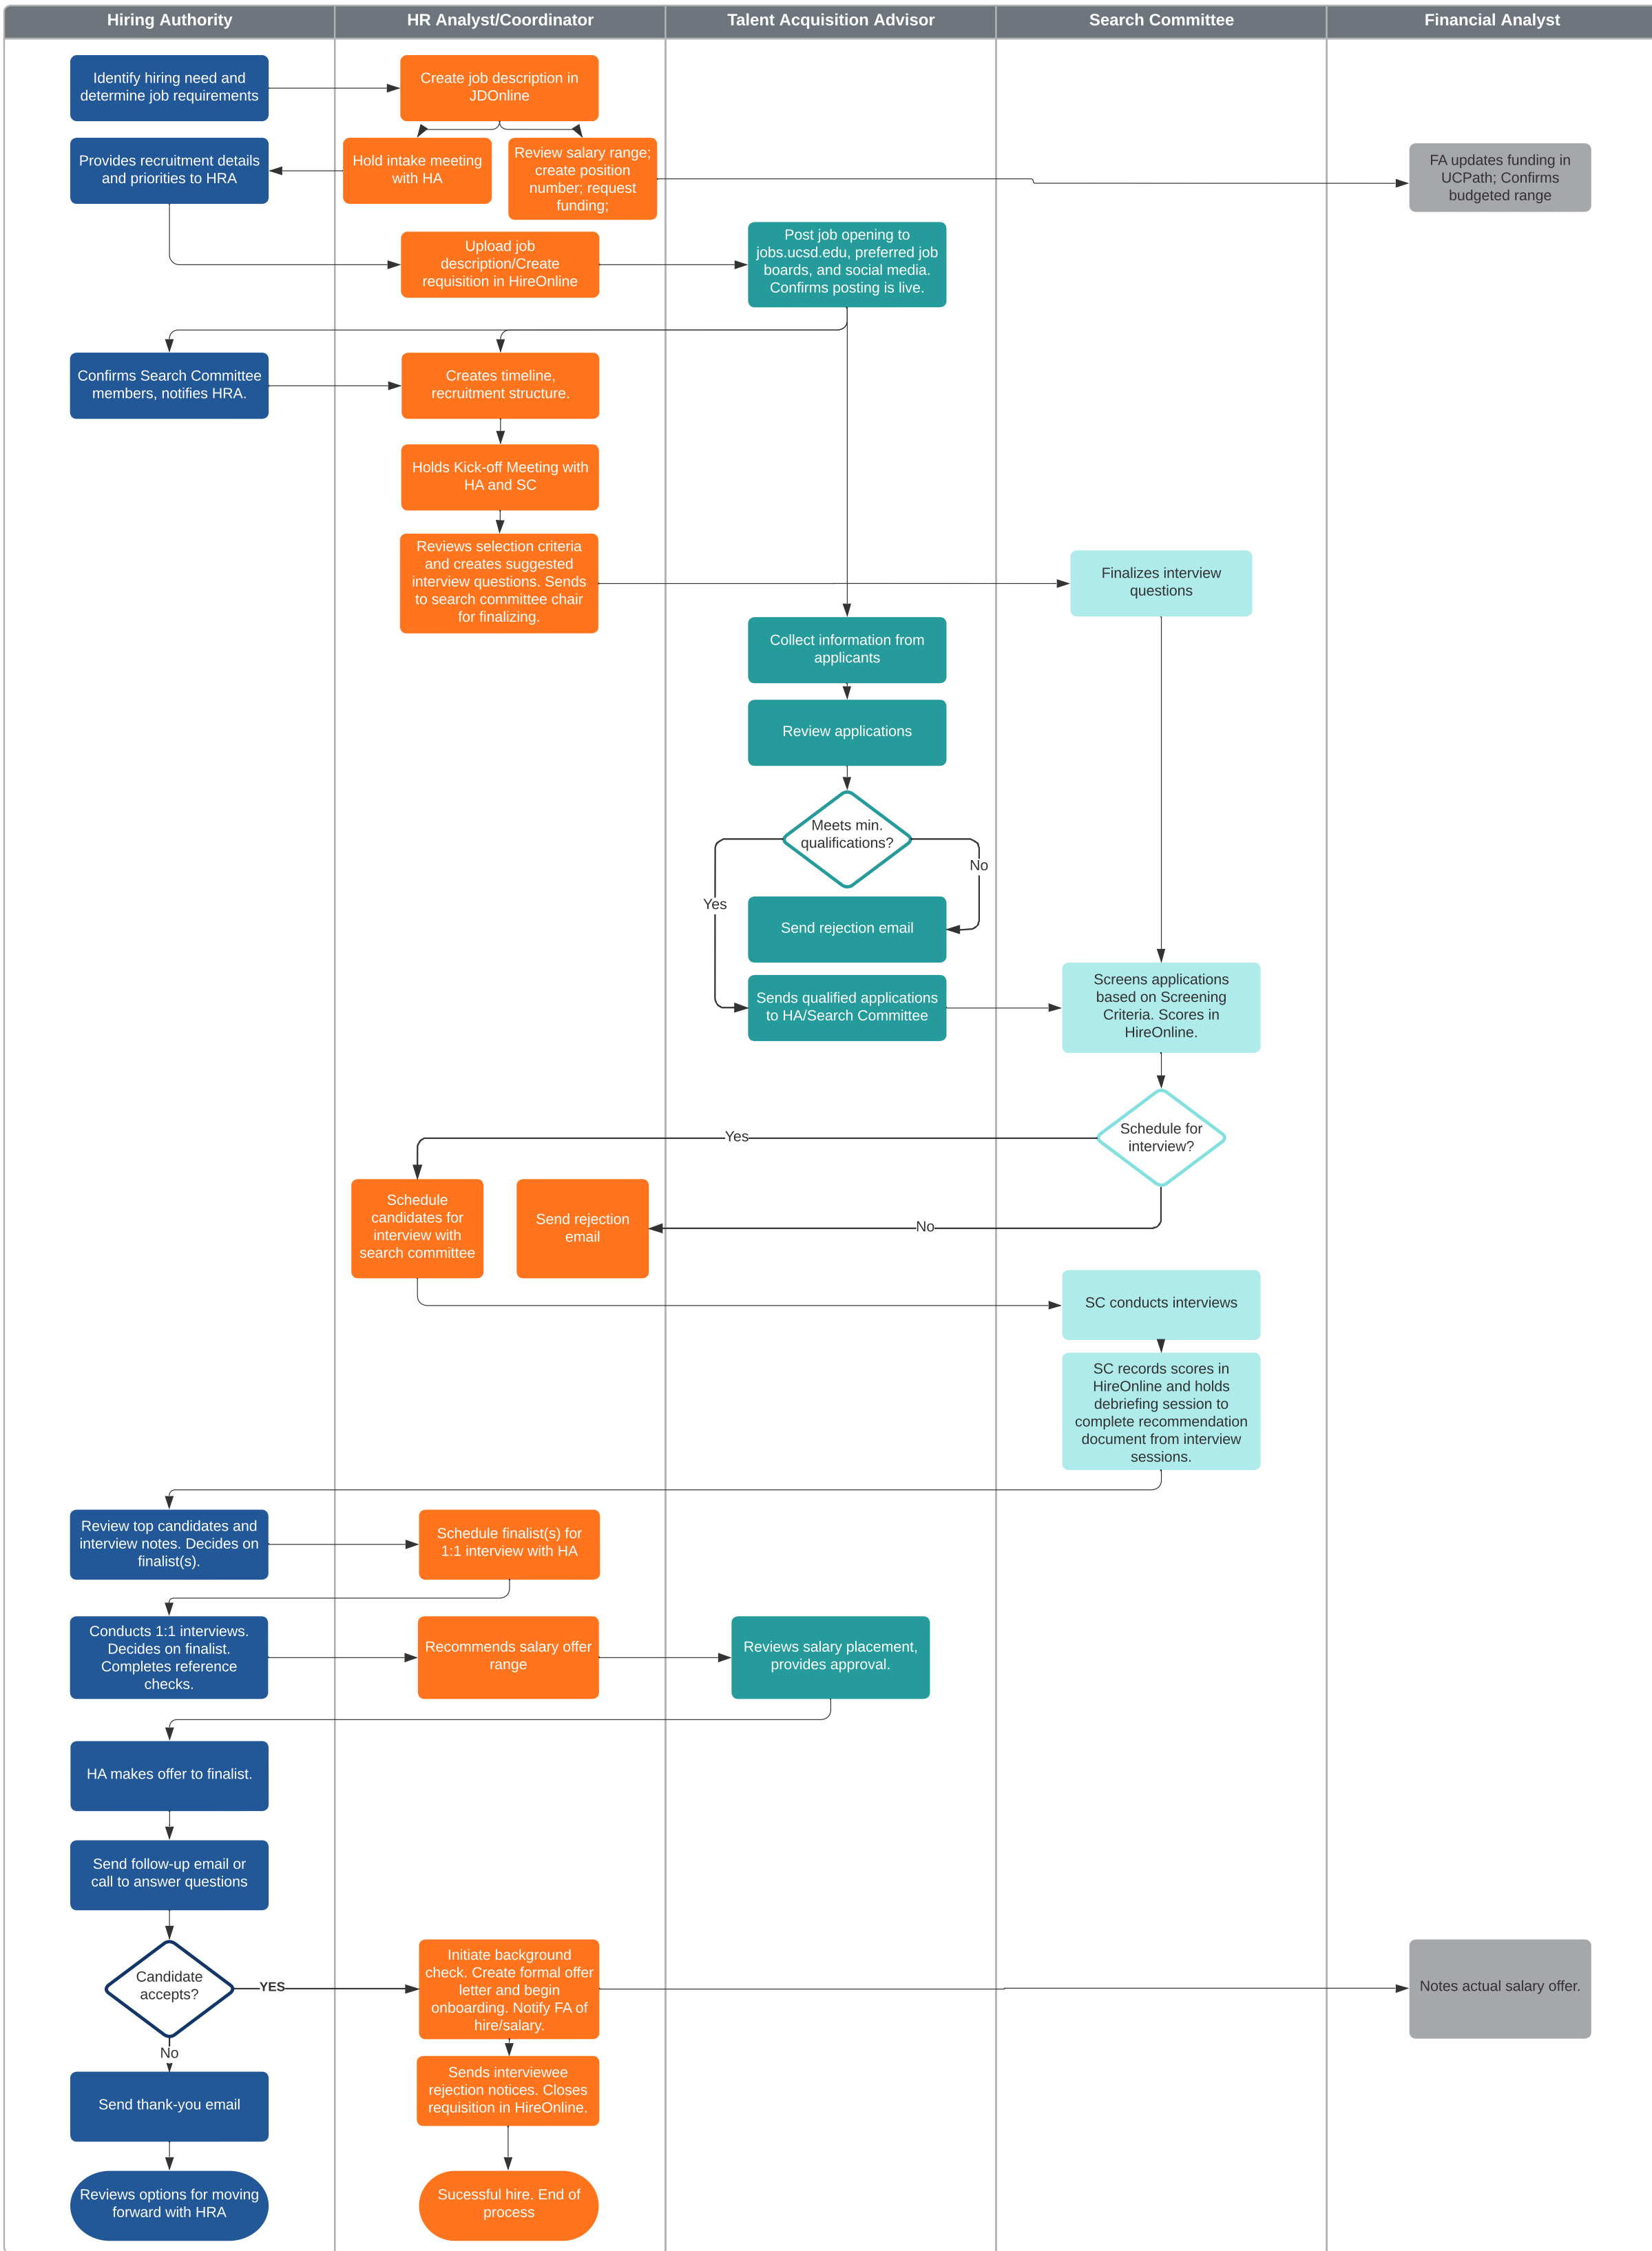 Hiring Authority
HR Analyst/Coordinator
Talent Acquisition Advisor
Search Committee
Financial Analyst
Identify hiring need and
determine job requirements
Create job description in
JDOnline
Provides recruitment details
and priorities to HRA
Hold intake meeting
with HA
Review salary range;
create position
number; request
funding;
FA updates funding in
UCPath; Confirms
budgeted range
Upload job
description/Create
requisition in HireOnline
Post job opening to
jobs.ucsd.edu, preferred job
boards, and social media.
Confirms posting is live.
Confirms Search Committee
members, notifies HRA.
Creates timeline,
recruitment structure.
Holds Kick-off Meeting with
HA and SC
Reviews selection criteria
and creates suggested
interview questions. Sends
to search committee chair
for finalizing.
Finalizes interview
questions
Collect information from
applicants
Review applications
Meets min.
qualifications?
No
Yes
Send rejection email
Sends qualified applications
to HA/Search Committee
Screens applications
based on Screening
Criteria. Scores in
HireOnline.
Schedule for
interview?
Yes
No
Schedule
candidates for
interview with
search committee
Send rejection
email
SC conducts interviews
SC records scores in
HireOnline and holds
debriefing session to
complete recommendation
document from interview
sessions.
Review top candidates and
interview notes. Decides on
finalist(s).
Schedule finalist(s) for
1:1 interview with HA
Conducts 1:1 interviews.
Decides on finalist.
Completes reference
checks.
Recommends salary offer
range
Reviews salary placement,
provides approval.
HA makes offer to finalist.
Send follow-up email or
call to answer questions
Candidate
accepts?
YES
No
Initiate background
check. Create formal offer
letter and begin
onboarding. Notify FA of
hire/salary.
Notes actual salary offer.
Sends interviewee
rejection notices. Closes
requisition in HireOnline.
Send thank-you email
Reviews options for moving
forward with HRA
Sucessful hire. End of
process